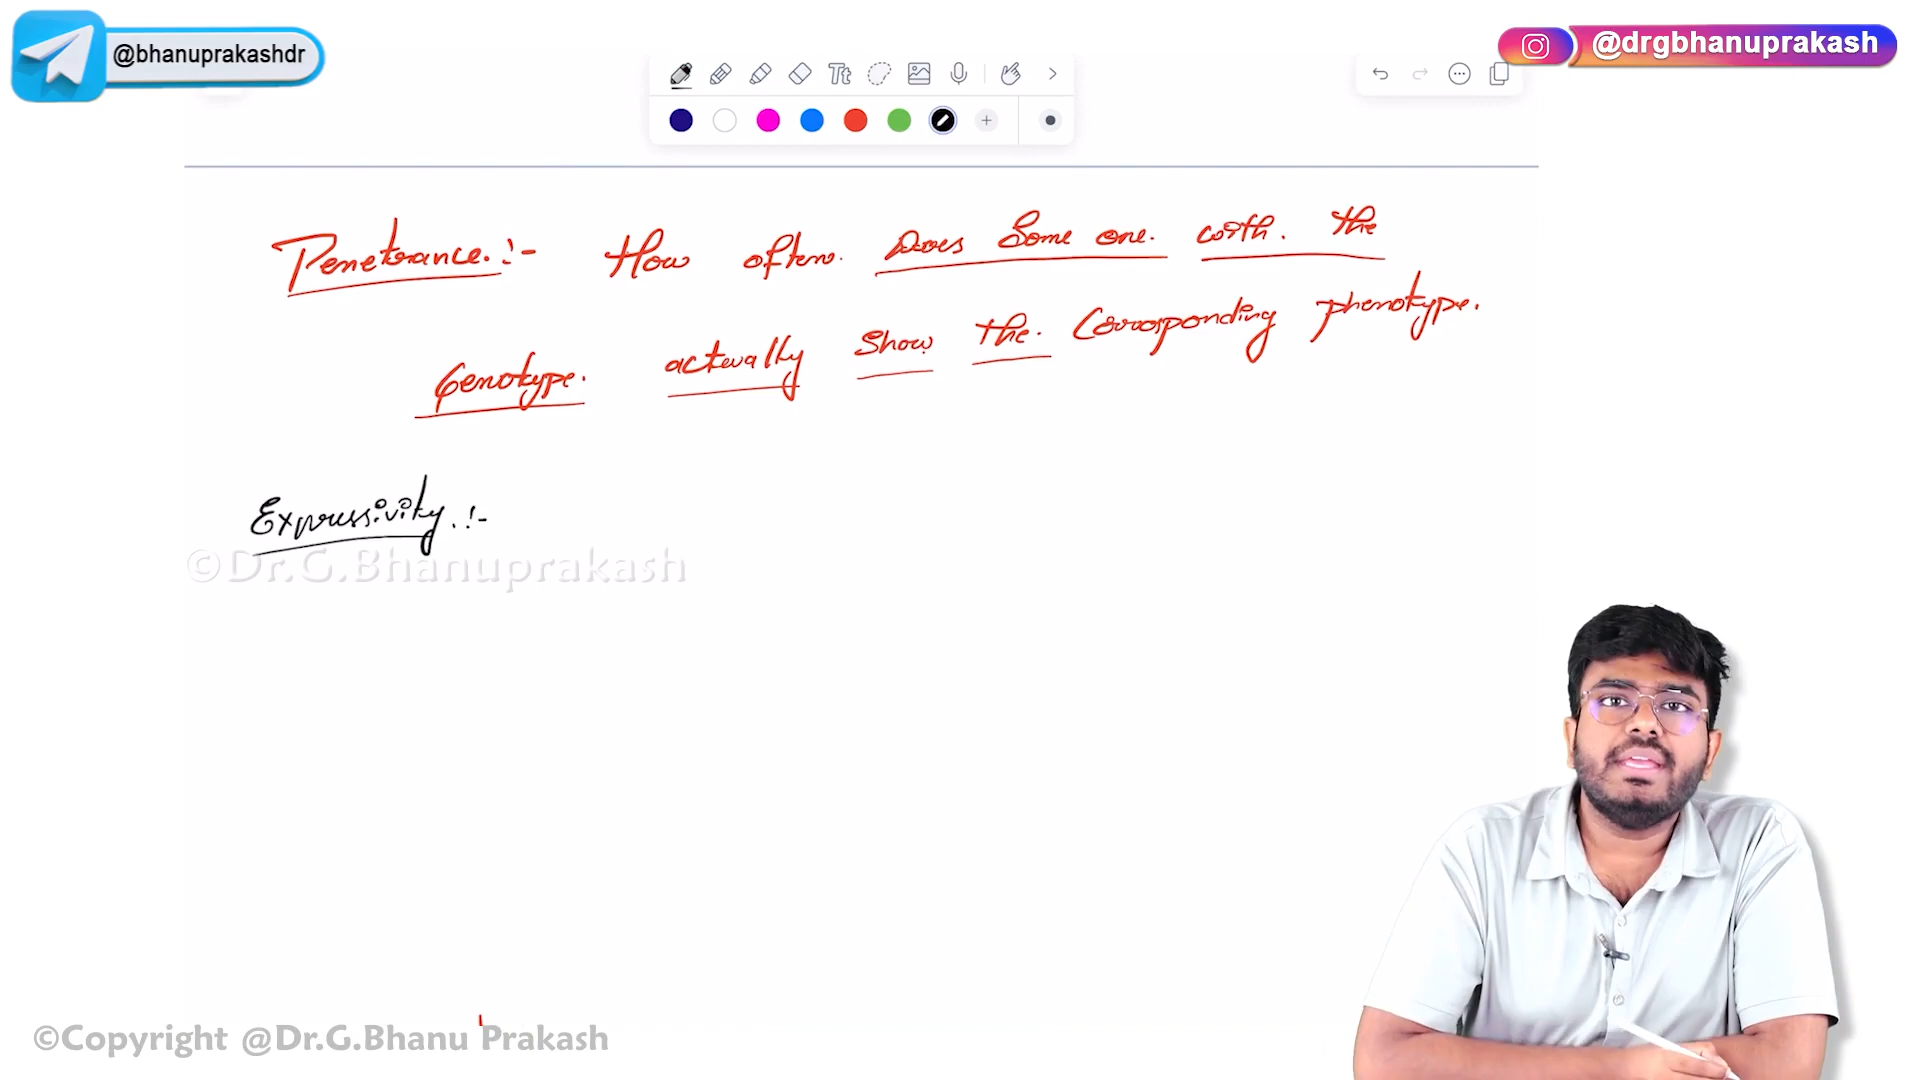 @bhanuprakashdr
@drgbhanuprakash
Tt
Penetrance :- How often does some one with the
Genotype actually show the corresponding phenotype.
Expressivity :-
©Dr.G.Bhanuprakash
©Copyright @Dr.G.Bhanu Prakash